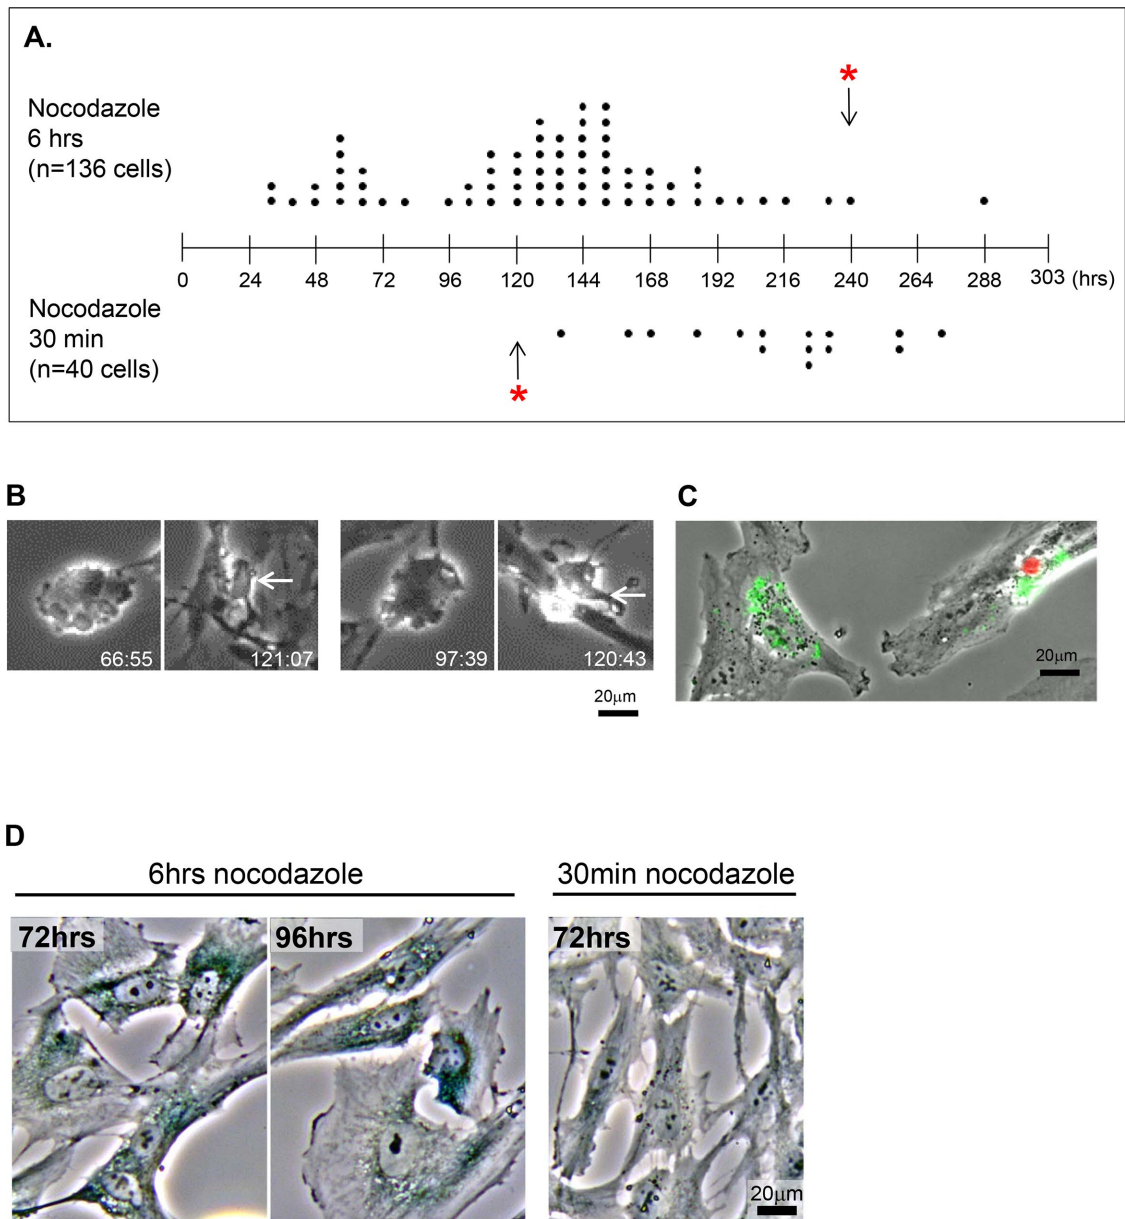 A.
*
Nocodazole
6 hrs
(n=136 cells)
0 24 48 72 96 120 144 168 192 216 240 264 288 303 (hrs)
Nocodazole
30 min
(n=40 cells)
*
B
66:55 121:07 97:39 120:43
20μm
C
20μm
D
6hrs nocodazole 30min nocodazole
72hrs 96hrs 72hrs
20μm